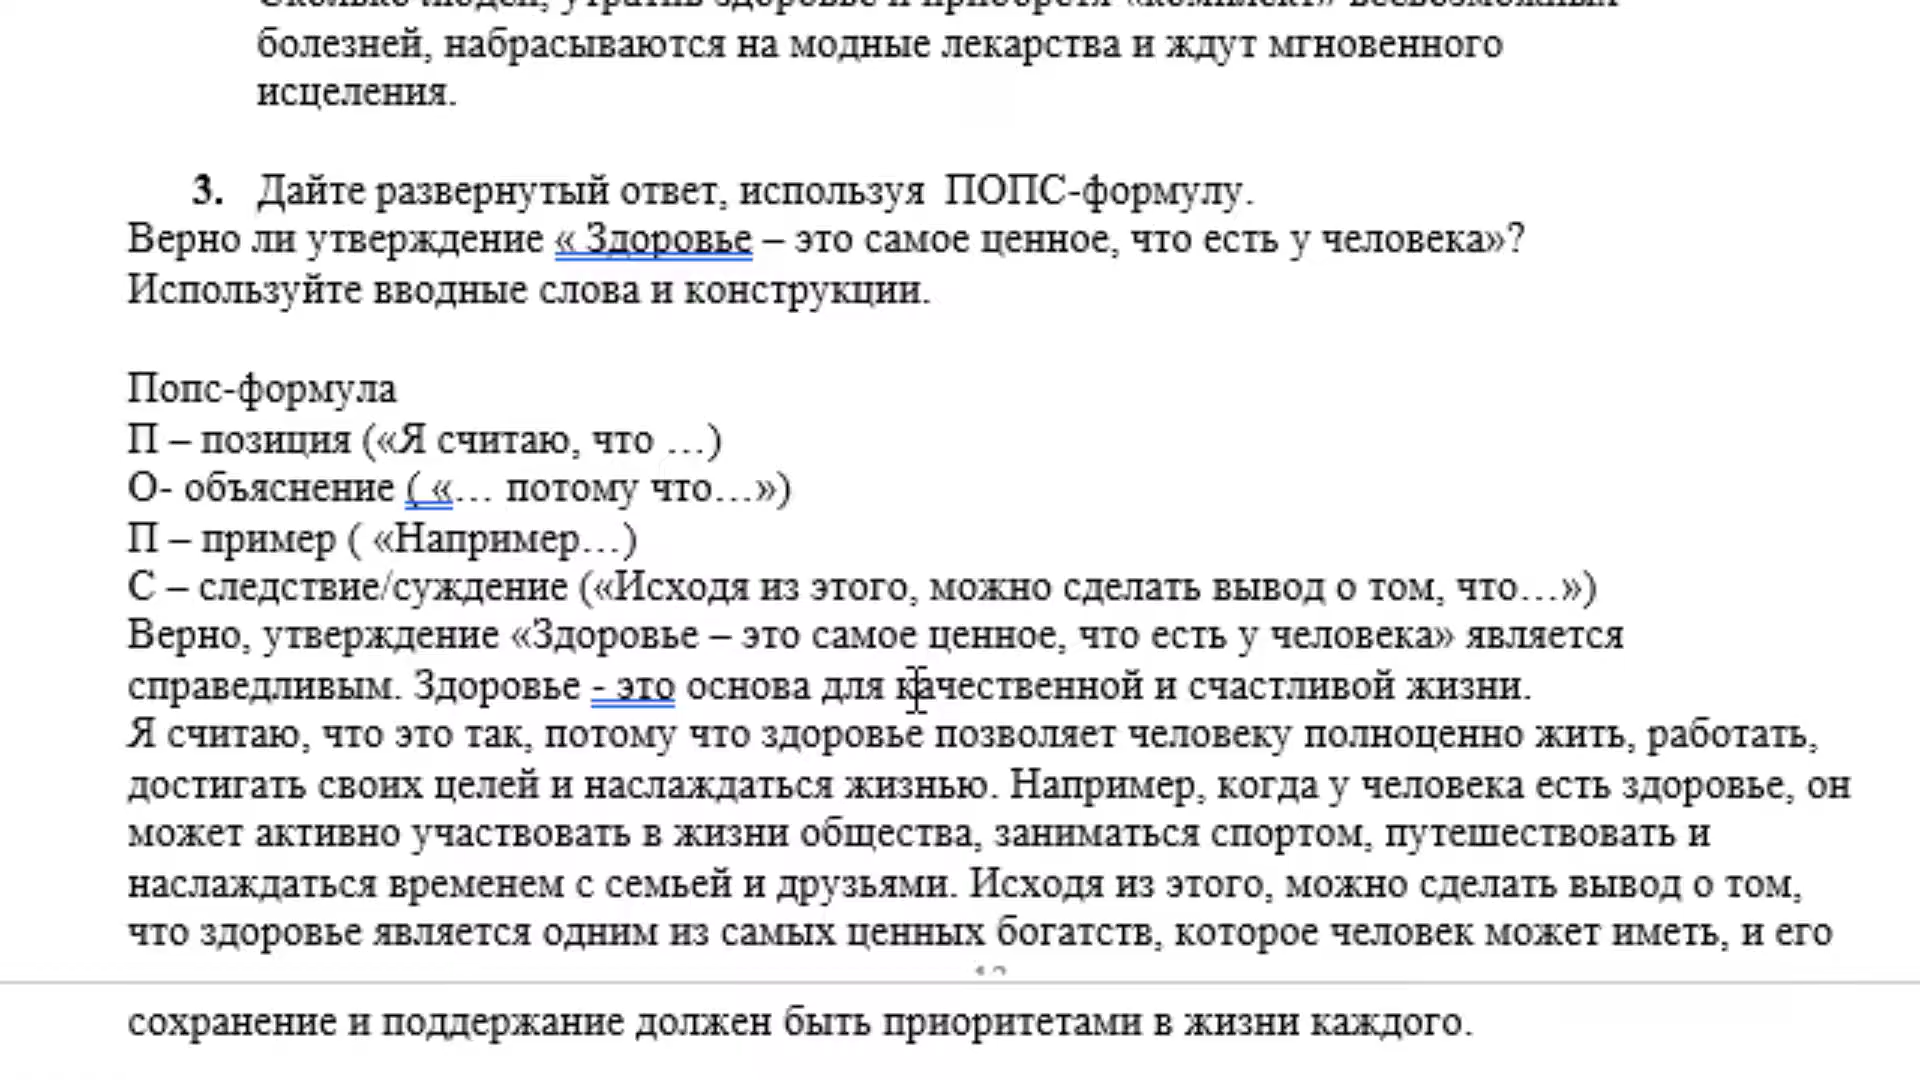 болезней, набрасываются на модные лекарства и ждут мгновенного
исцеления.
3. Дайте развернутый ответ, используя ПОПС-формулу.
Верно ли утверждение « Здоровье – это самое ценное, что есть у человека»?
Используйте вводные слова и конструкции.
Попс-формула
П – позиция («Я считаю, что …)
О- объяснение ( «… потому что…»)
П – пример ( «Например…)
С – следствие/суждение («Исходя из этого, можно сделать вывод о том, что…»)
Верно, утверждение «Здоровье – это самое ценное, что есть у человека» является
справедливым. Здоровье - это основа для качественной и счастливой жизни.
Я считаю, что это так, потому что здоровье позволяет человеку полноценно жить, работать,
достигать своих целей и наслаждаться жизнью. Например, когда у человека есть здоровье, он
может активно участвовать в жизни общества, заниматься спортом, путешествовать и
наслаждаться временем с семьей и друзьями. Исходя из этого, можно сделать вывод о том,
что здоровье является одним из самых ценных богатств, которое человек может иметь, и его
сохранение и поддержание должен быть приоритетами в жизни каждого.